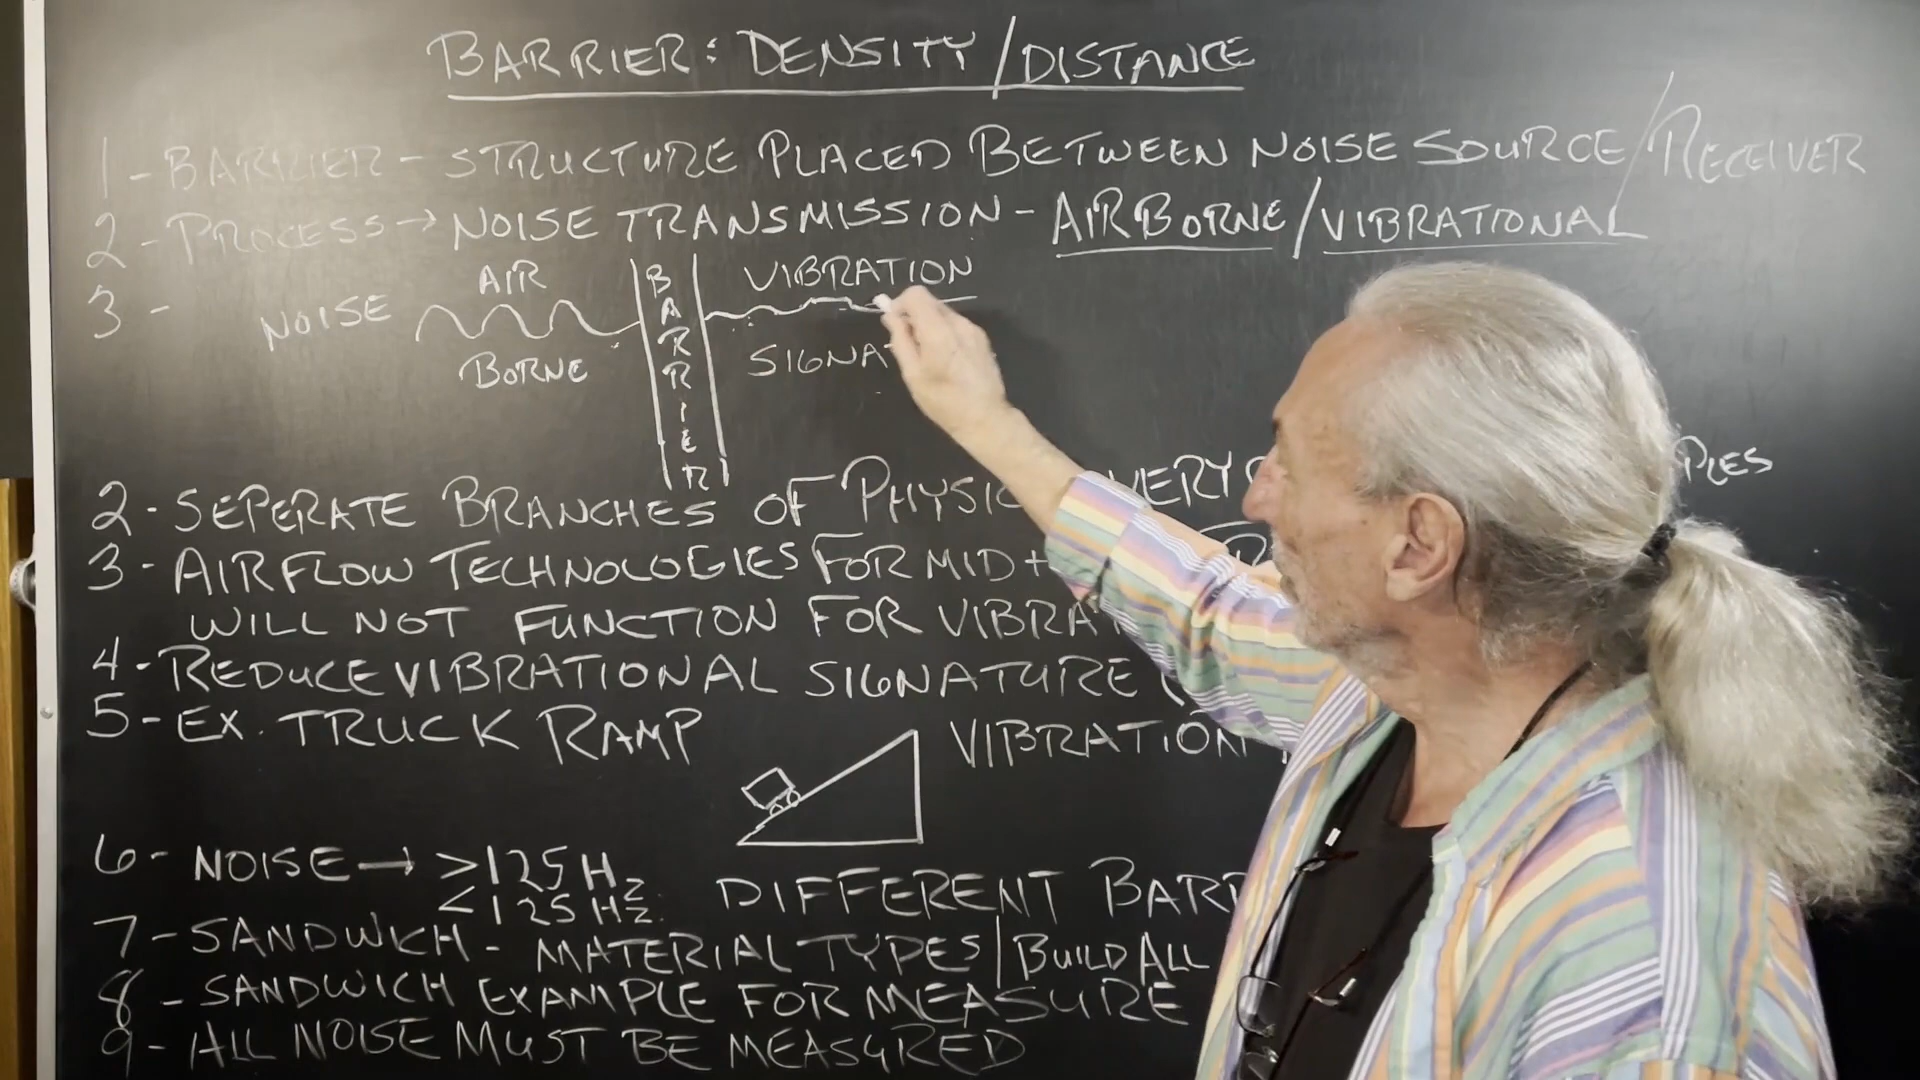 BARRIER: DENSITY/DISTANCE
1 - BARRIER - STRUCTURE PLACED BETWEEN NOISE SOURCE/RECEIVER
2 - PROCESS → NOISE TRANSMISSION - AIRBORNE/VIBRATIONAL
3 -
NOISE
AIR
BORNE
BARRIER
VIBRATION
SIGNA
2 - SEPERATE BRANCHES OF PHYSIC VERY PLES
3 - AIRFLOW TECHNOLOGIES FOR MID +
WILL NOT FUNCTION FOR VIBRA
4 - REDUCE VIBRATIONAL SIGNATURE (
5 - EX. TRUCK RAMP VIBRATION
6 - NOISE → >125 Hz
<125 Hz DIFFERENT BARR
7 - SANDWICH - MATERIAL TYPES | BUILD ALL
8 - SANDWICH EXAMPLE FOR MEASURE
9 - ALL NOISE MUST BE MEASURED